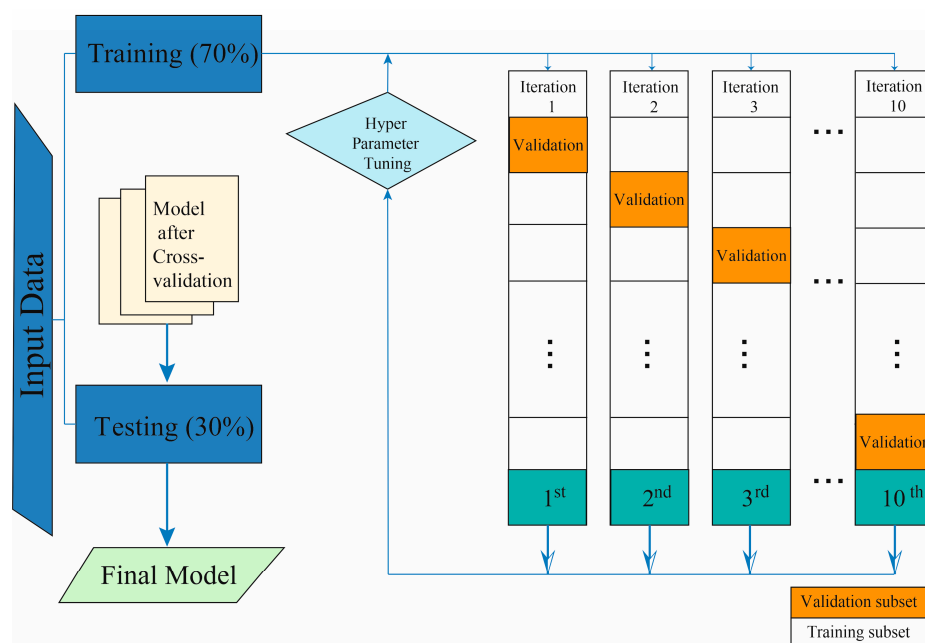 Training (70%)
Input Data
Model
after
Cross-
validation
Testing (30%)
Final Model
Hyper
Parameter
Tuning
Iteration
1
Validation
1st
Iteration
2
Validation
2nd
Iteration
3
Validation
3rd
...
...
...
Iteration
10
Validation
10th
Validation subset
Training subset